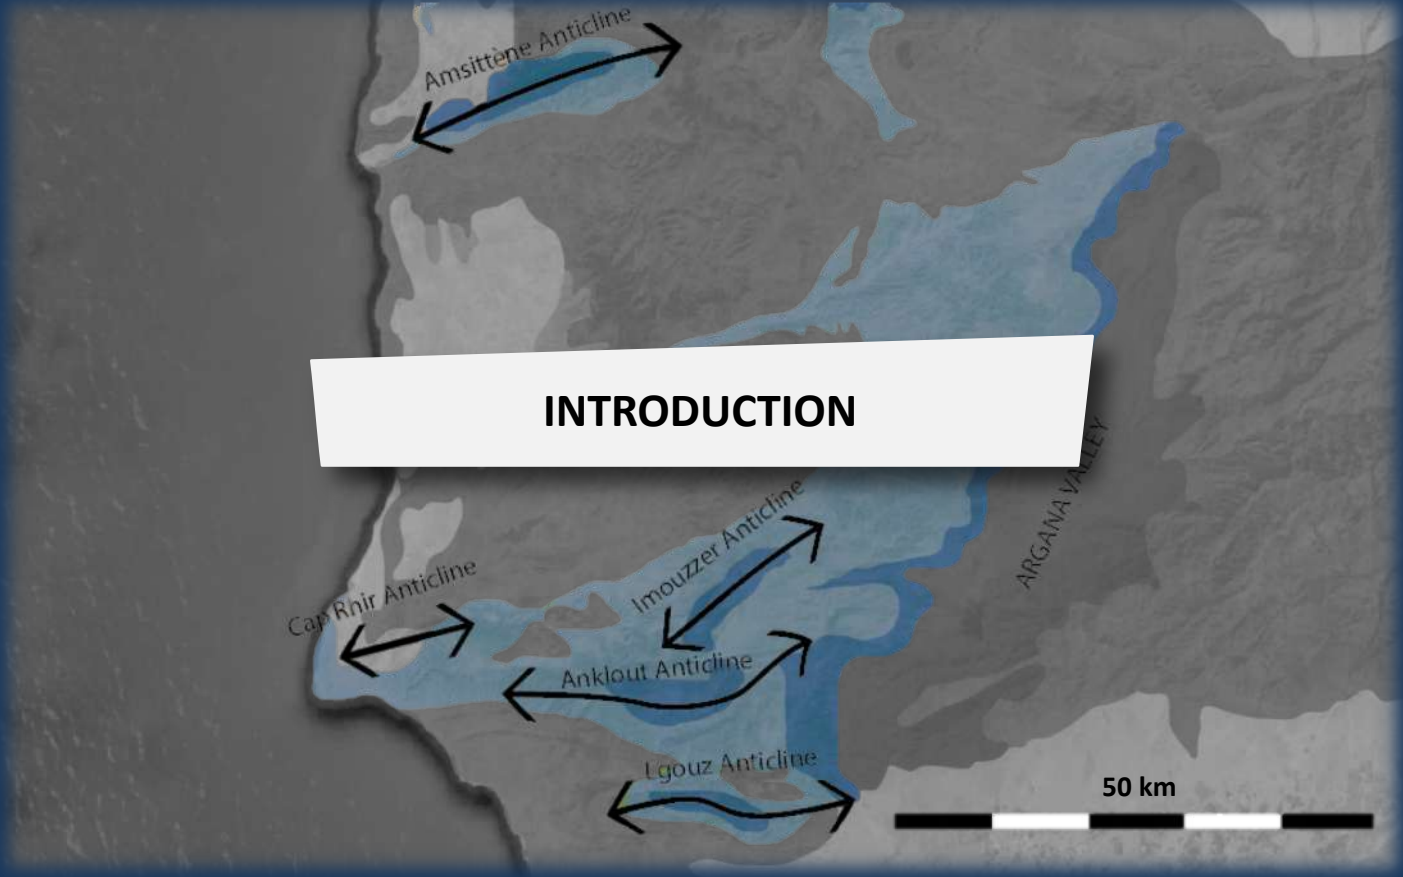 Amsittène Anticline
INTRODUCTION
ARGANA VALLEY
Imouzzer Anticline
Cap Rhir Anticline
Anklout Anticline
Lgouz Anticline
50 km